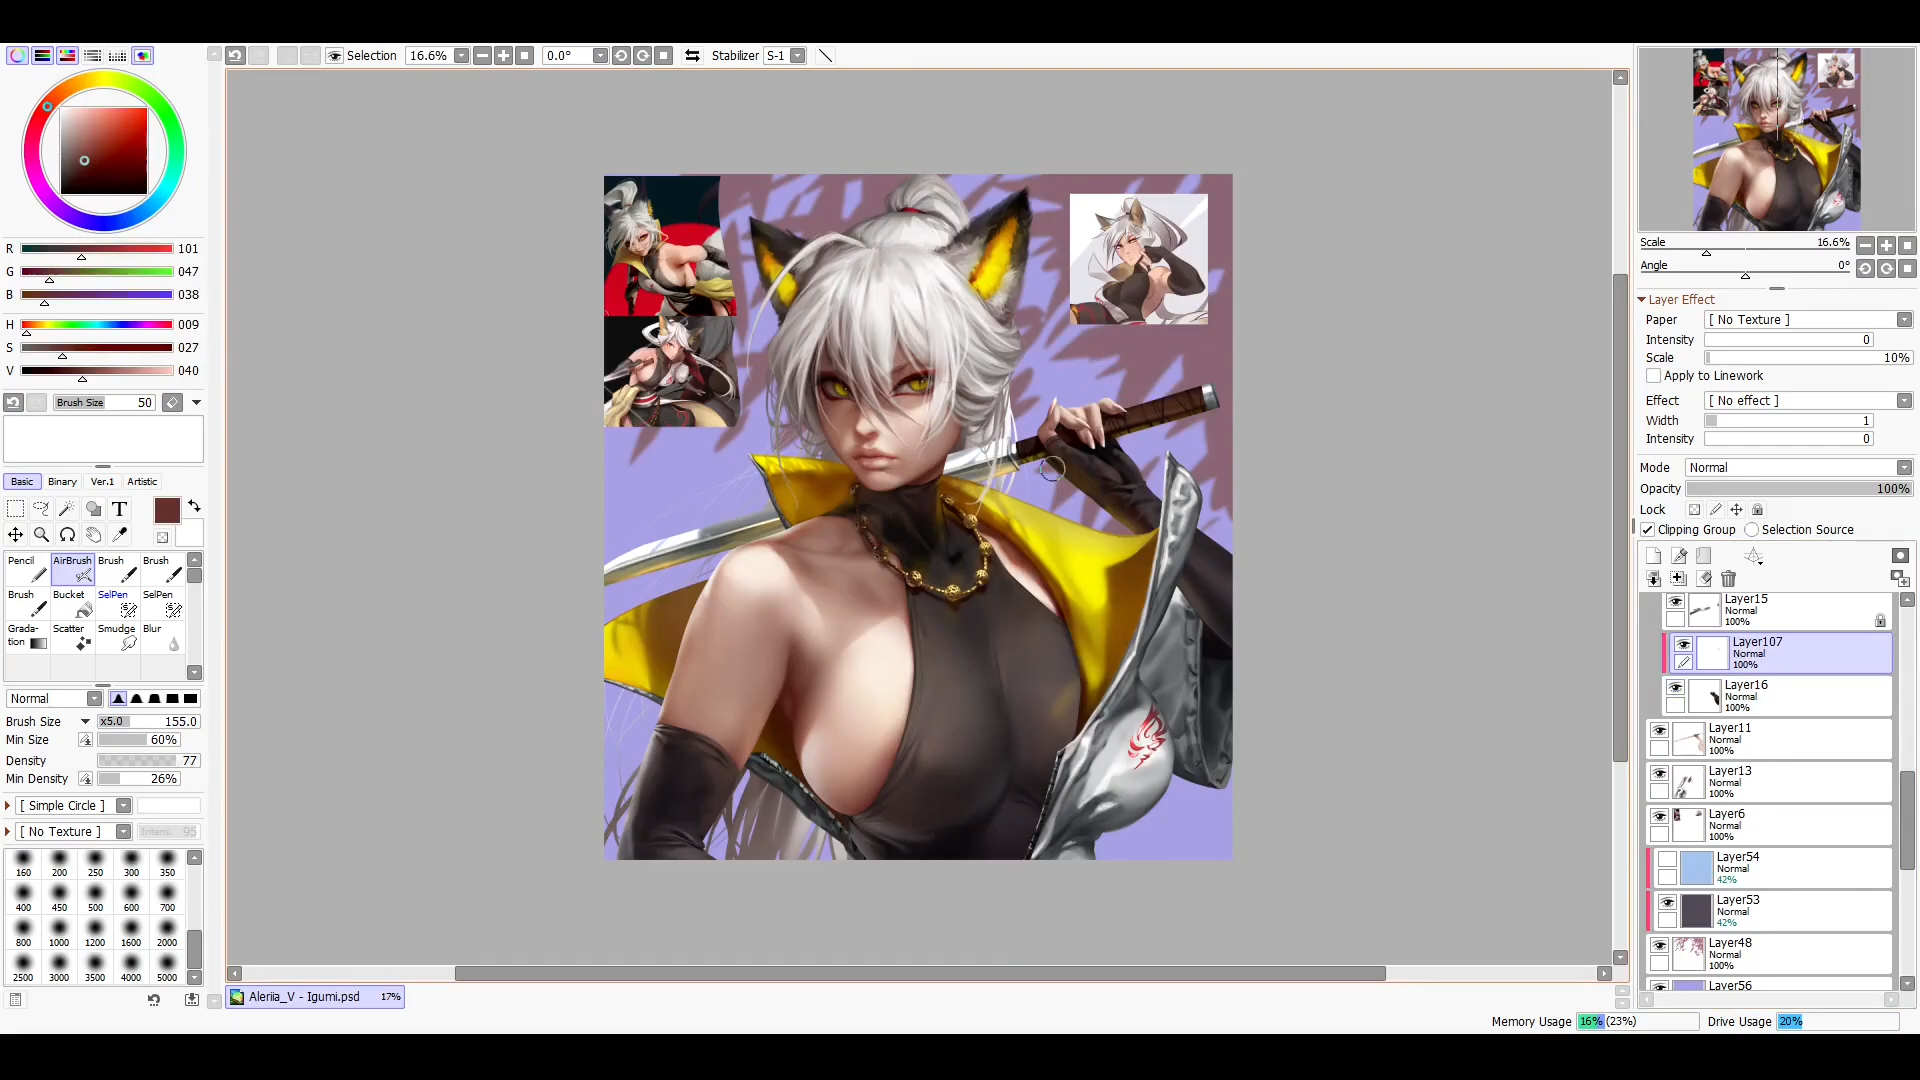 Selection 16.6% 0.0° Stabilizer S-1
R 101
G 047
B 038
H 009
S 027
V 040
Brush Size 50
Basic Binary Ver.1 Artistic
T
Pencil AirBrush Brush Brush
Brush Bucket SelPen SelPen
Grada-
tion Scatter Smudge Blur
Normal
Brush Size x5.0 155.0
Min Size 60%
Density 77
Min Density 26%
[ Simple Circle ]
[ No Texture ] Intens. 95
160 200 250 300 350
400 450 500 600 700
800 1000 1200 1600 2000
2500 3000 3500 4000 5000
Aleriia_V - Igumi.psd 17%
Scale 16.6%
Angle 0°
Layer Effect
Paper [ No Texture ]
Intensity 0
Scale 10%
Apply to Linework
Effect [ No effect ]
Width 1
Intensity 0
Mode Normal
Opacity 100%
Lock
Clipping Group Selection Source
Layer15
Normal
100%
Layer107
Normal
100%
Layer16
Normal
100%
Layer11
Normal
100%
Layer13
Normal
100%
Layer6
Normal
100%
Layer54
Normal
42%
Layer53
Normal
42%
Layer48
Normal
100%
Layer56
Memory Usage 16% (23%) Drive Usage 20%